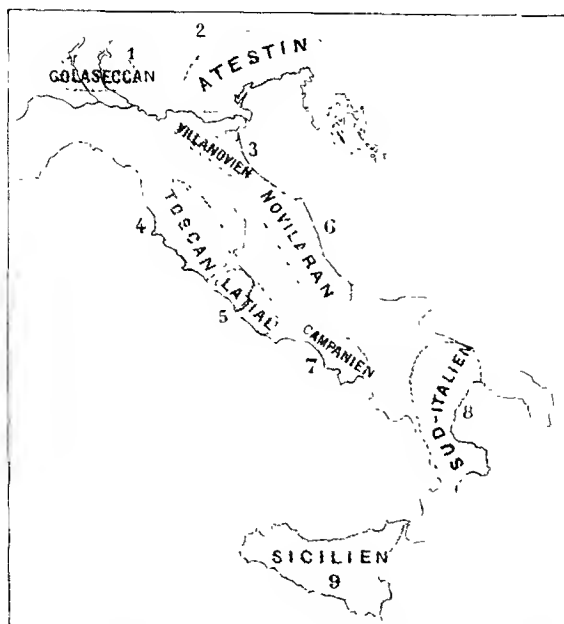 2
1
GOLASECCAN
ATESTIN
VILLANOVIEN
3
NOVILARAN
6
TOSCAN
4
LATIAL
5
CAMPANIEN
7
SUD-ITALIEN
8
SICILIEN
9